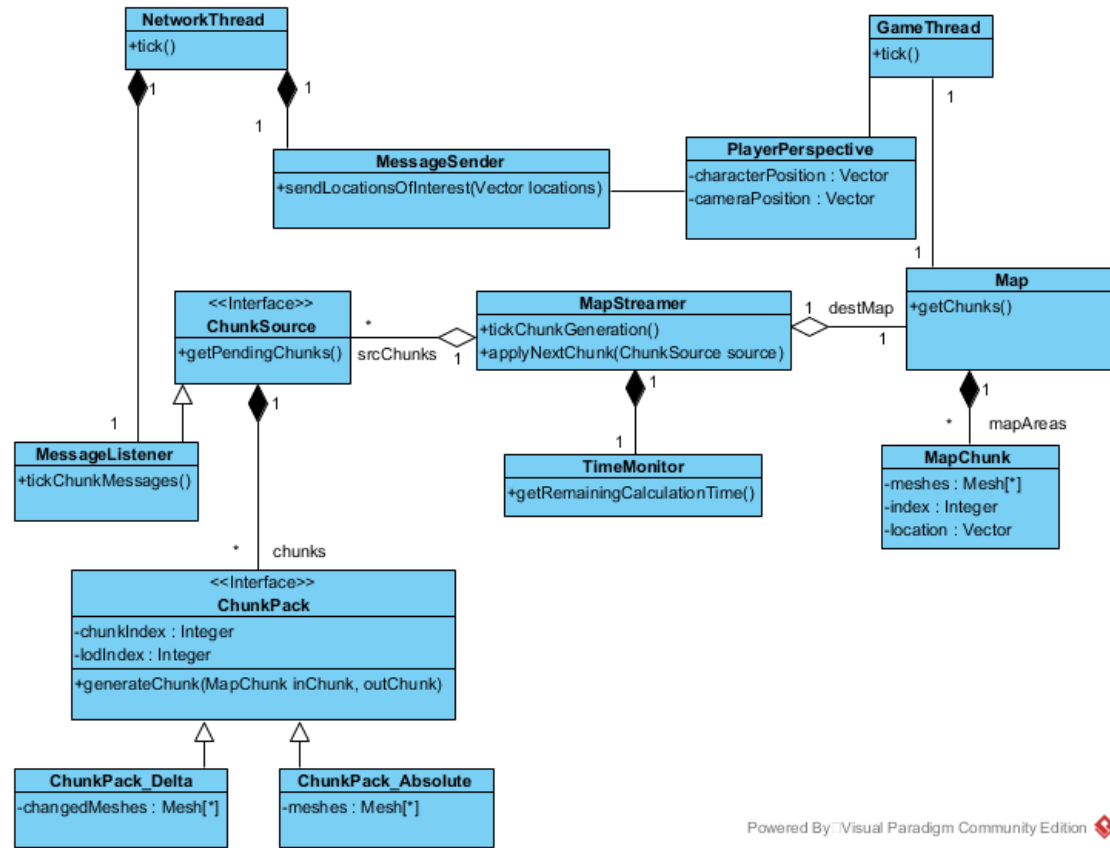 NetworkThread
+tick()
GameThread
+tick()
1
1
1
1
MessageSender
+sendLocationsOfInterest(Vector locations)
PlayerPerspective
-characterPosition : Vector
-cameraPosition : Vector
1
<<Interface>>
ChunkSource
+getPendingChunks()
*
srcChunks
1
MapStreamer
+tickChunkGeneration()
+applyNextChunk(ChunkSource source)
1
destMap
1
Map
+getChunks()
1
1
1
1
1
*
mapAreas
MessageListener
+tickChunkMessages()
TimeMonitor
+getRemainingCalculationTime()
MapChunk
-meshes : Mesh[*]
-index : Integer
-location : Vector
*
chunks
<<Interface>>
ChunkPack
-chunkIndex : Integer
-lodIndex : Integer
+generateChunk(MapChunk inChunk, outChunk)
ChunkPack_Delta
-changedMeshes : Mesh[*]
ChunkPack_Absolute
-meshes : Mesh[*]
Powered By Visual Paradigm Community Edition